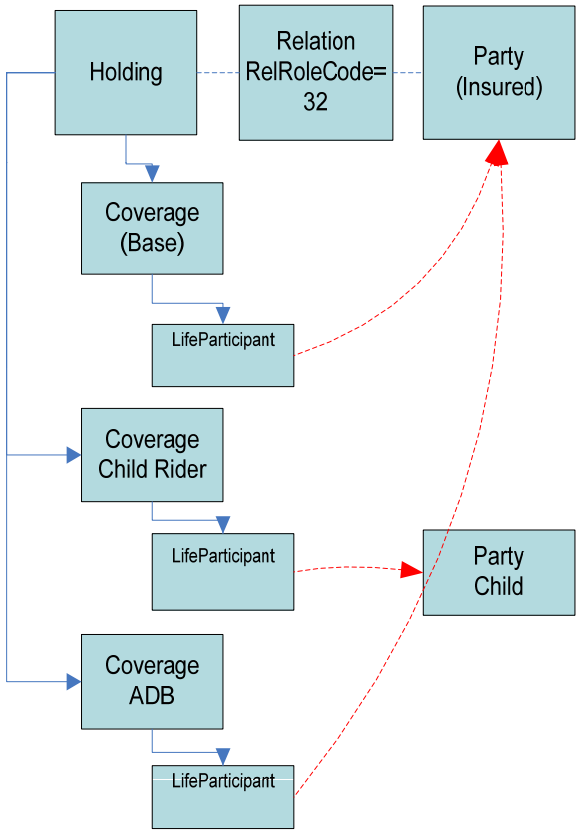 Holding
Relation
RelRoleCode=
32
Party
(Insured)
Coverage
(Base)
LifeParticipant
Coverage
Child Rider
LifeParticipant
Party
Child
Coverage
ADB
LifeParticipant